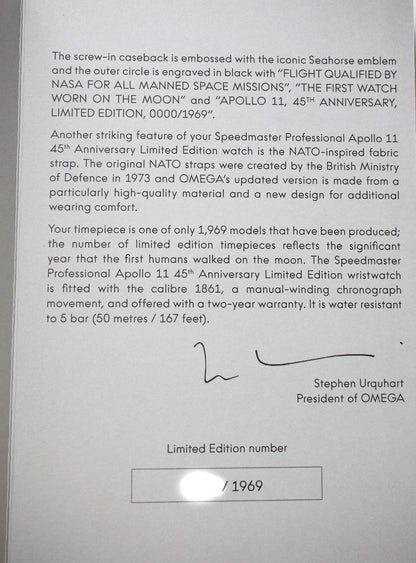 The screw-in caseback is embossed with the iconic Seahorse emblem
and the outer circle is engraved in black with "FLIGHT QUALIFIED BY
NASA FOR ALL MANNED SPACE MISSIONS", "THE FIRST WATCH
WORN ON THE MOON" and "APOLLO 11, 45TH ANNIVERSARY,
LIMITED EDITION, 0000/1969".
Another striking feature of your Speedmaster Professional Apollo 11
45th Anniversary Limited Edition watch is the NATO-inspired fabric
strap. The original NATO straps were created by the British Ministry
of Defence in 1973 and OMEGA's updated version is made from a
particularly high-quality material and a new design for additional
wearing comfort.
Your timepiece is one of only 1,969 models that have been produced;
the number of limited edition timepieces reflects the significant
year that the first humans walked on the moon. The Speedmaster
Professional Apollo 11 45th Anniversary Limited Edition wristwatch
is fitted with the calibre 1861, a manual-winding chronograph
movement, and offered with a two-year warranty. It is water resistant
to 5 bar (50 metres / 167 feet).
Stephen Urquhart
President of OMEGA
Limited Edition number
/ 1969